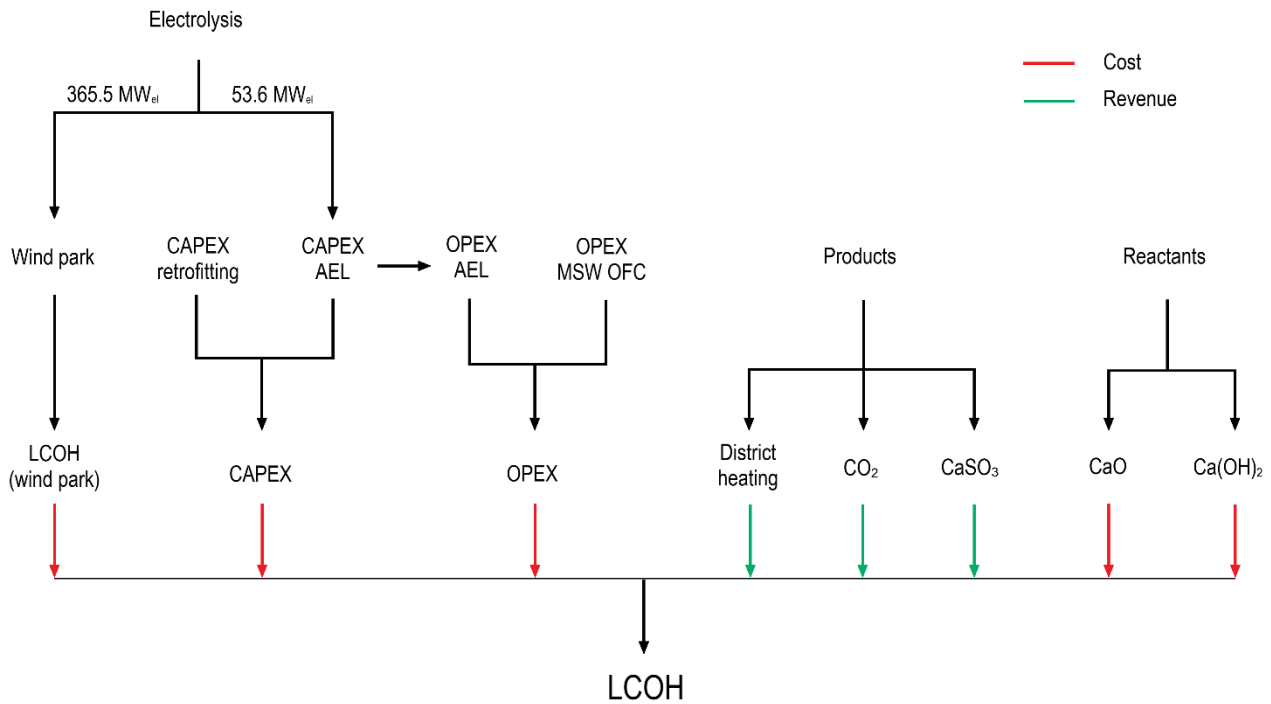 Electrolysis
Cost
Revenue
365.5 MWel
53.6 MWel
Wind park
CAPEX
retrofitting
CAPEX
AEL
OPEX
AEL
OPEX
MSW OFC
Products
Reactants
LCOH
(wind park)
CAPEX
OPEX
District
heating
CO₂
CaSO₃
CaO
Ca(OH)₂
LCOH